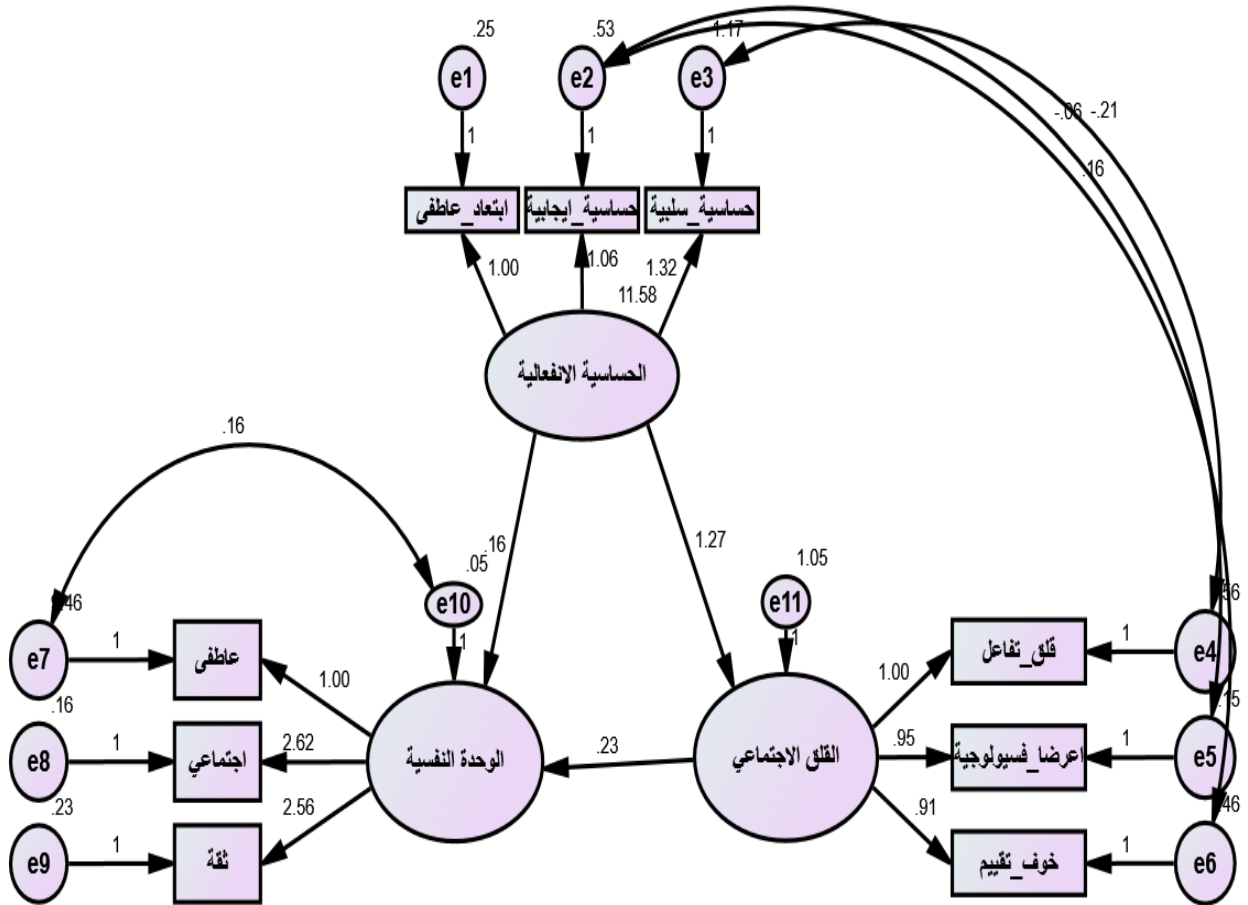 .25
.53
1.17
e1
e2
e3
-.06
-.21
1
1
1
.16
ابتعاد_عاطفى
حساسية_ايجابية
حساسية_سلبية
1.00
1.06
1.32
11.58
الحساسية الانفعالية
.16
.16
1.27
.05
1.05
e10
e11
.46
.56
1
1
e7
1
عاطفى
قلق_تفاعل
1
e4
1.00
1.00
.16
.15
e8
1
اجتماعي
2.62
الوحدة النفسية
.23
القلق الاجتماعي
.95
اعرضا_فسيولوجية
1
e5
.23
2.56
.91
.46
e9
1
ثقة
خوف_تقييم
1
e6